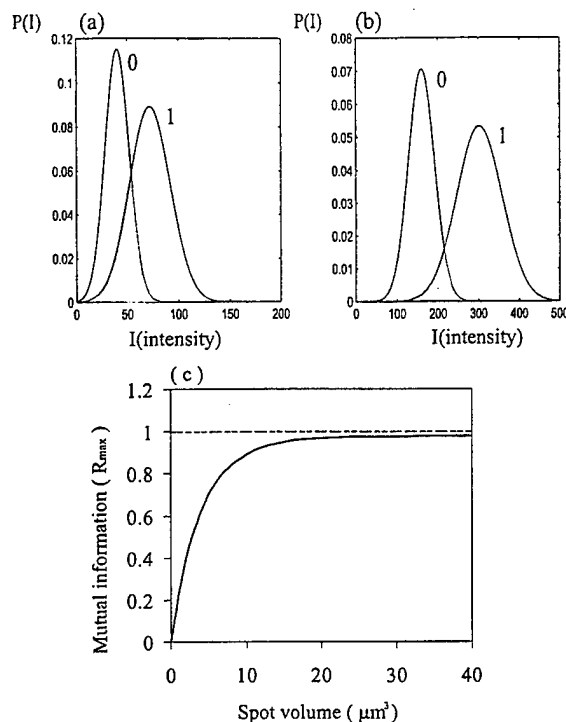 P(I) (a)
0.12
0.1
0.08
0.06
0.04
0.02
0
0 50 100 150 200
I(intensity)
0
1
P(I) (b)
0.08
0.07
0.06
0.05
0.04
0.03
0.02
0.01
0
0 100 200 300 400 500
I(intensity)
0
1
( c )
1.2
1
0.8
0.6
0.4
0.2
0
0 10 20 30 40
Mutual information ( Rmax )
Spot volume ( μm³ )